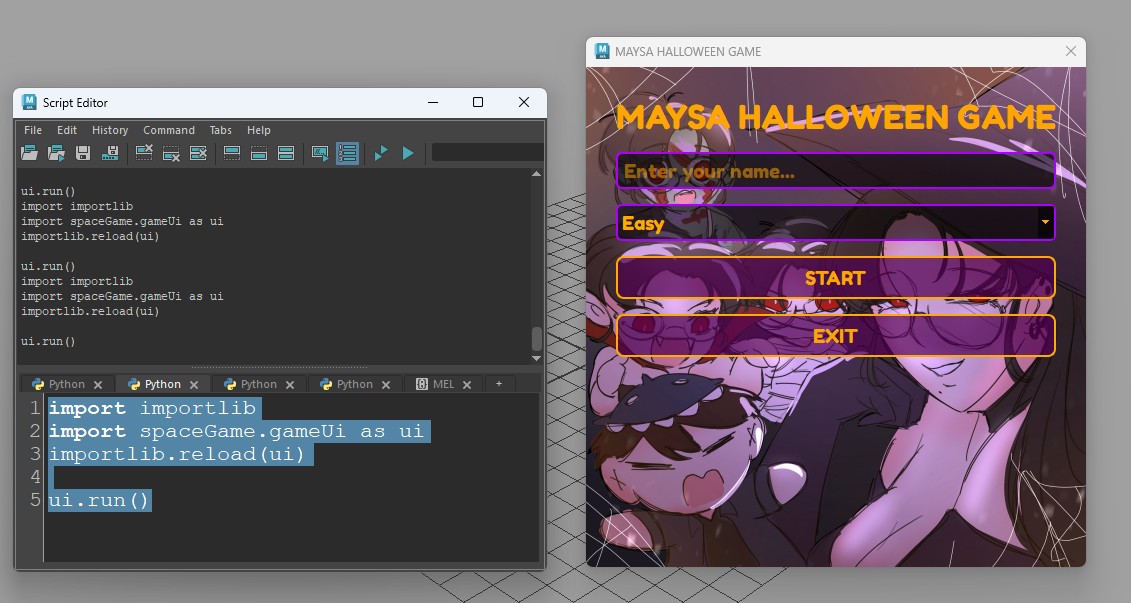 Script Editor
File Edit History Command Tabs Help
ui.run()
import importlib
import spaceGame.gameUi as ui
importlib.reload(ui)
ui.run()
import importlib
import spaceGame.gameUi as ui
importlib.reload(ui)
ui.run()
Python Python Python Python MEL +
1 import importlib
2 import spaceGame.gameUi as ui
3 importlib.reload(ui)
4
5 ui.run()
MAYSA HALLOWEEN GAME
MAYSA HALLOWEEN GAME
Enter your name...
Easy
START
EXIT